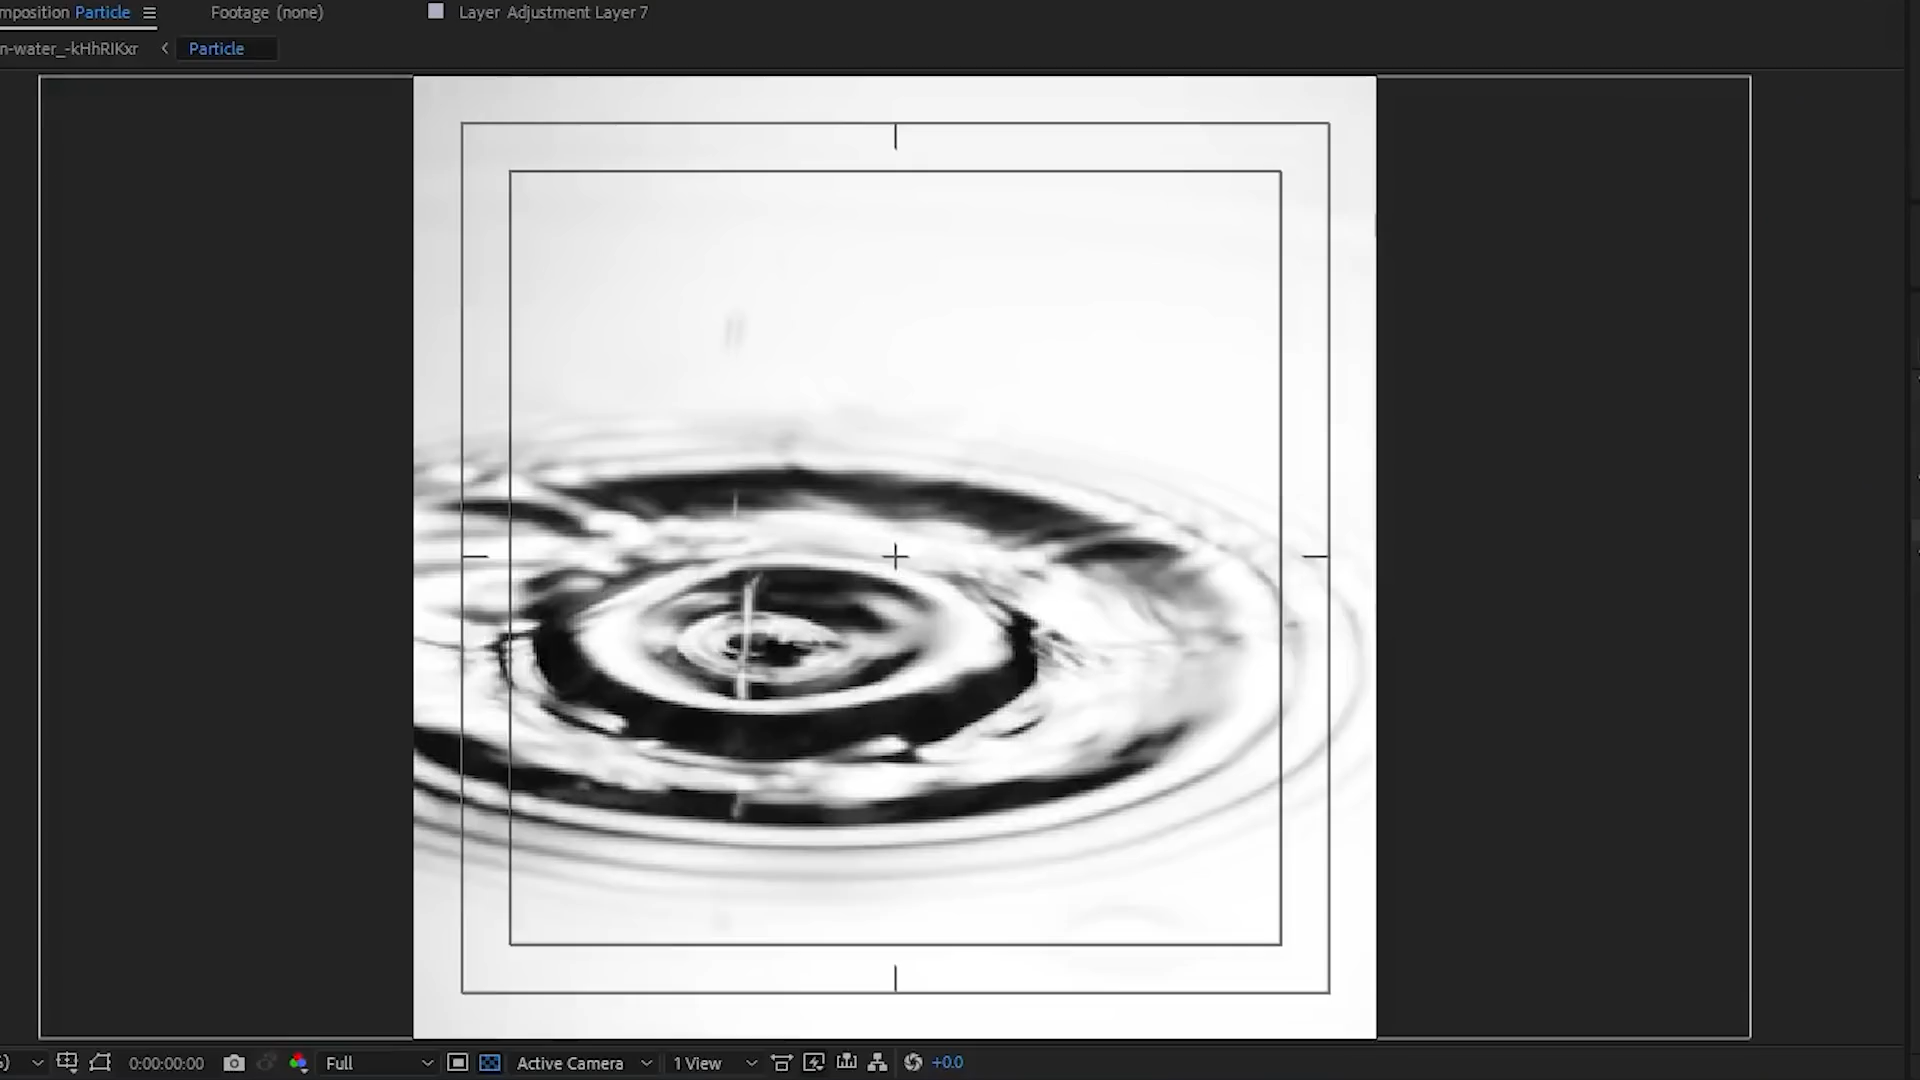 mposition Particle Footage (none) Layer Adjustment Layer 7
n-water_-kHhRIKxr Particle
%) 0:00:00:00 Full Active Camera 1 View +0.0